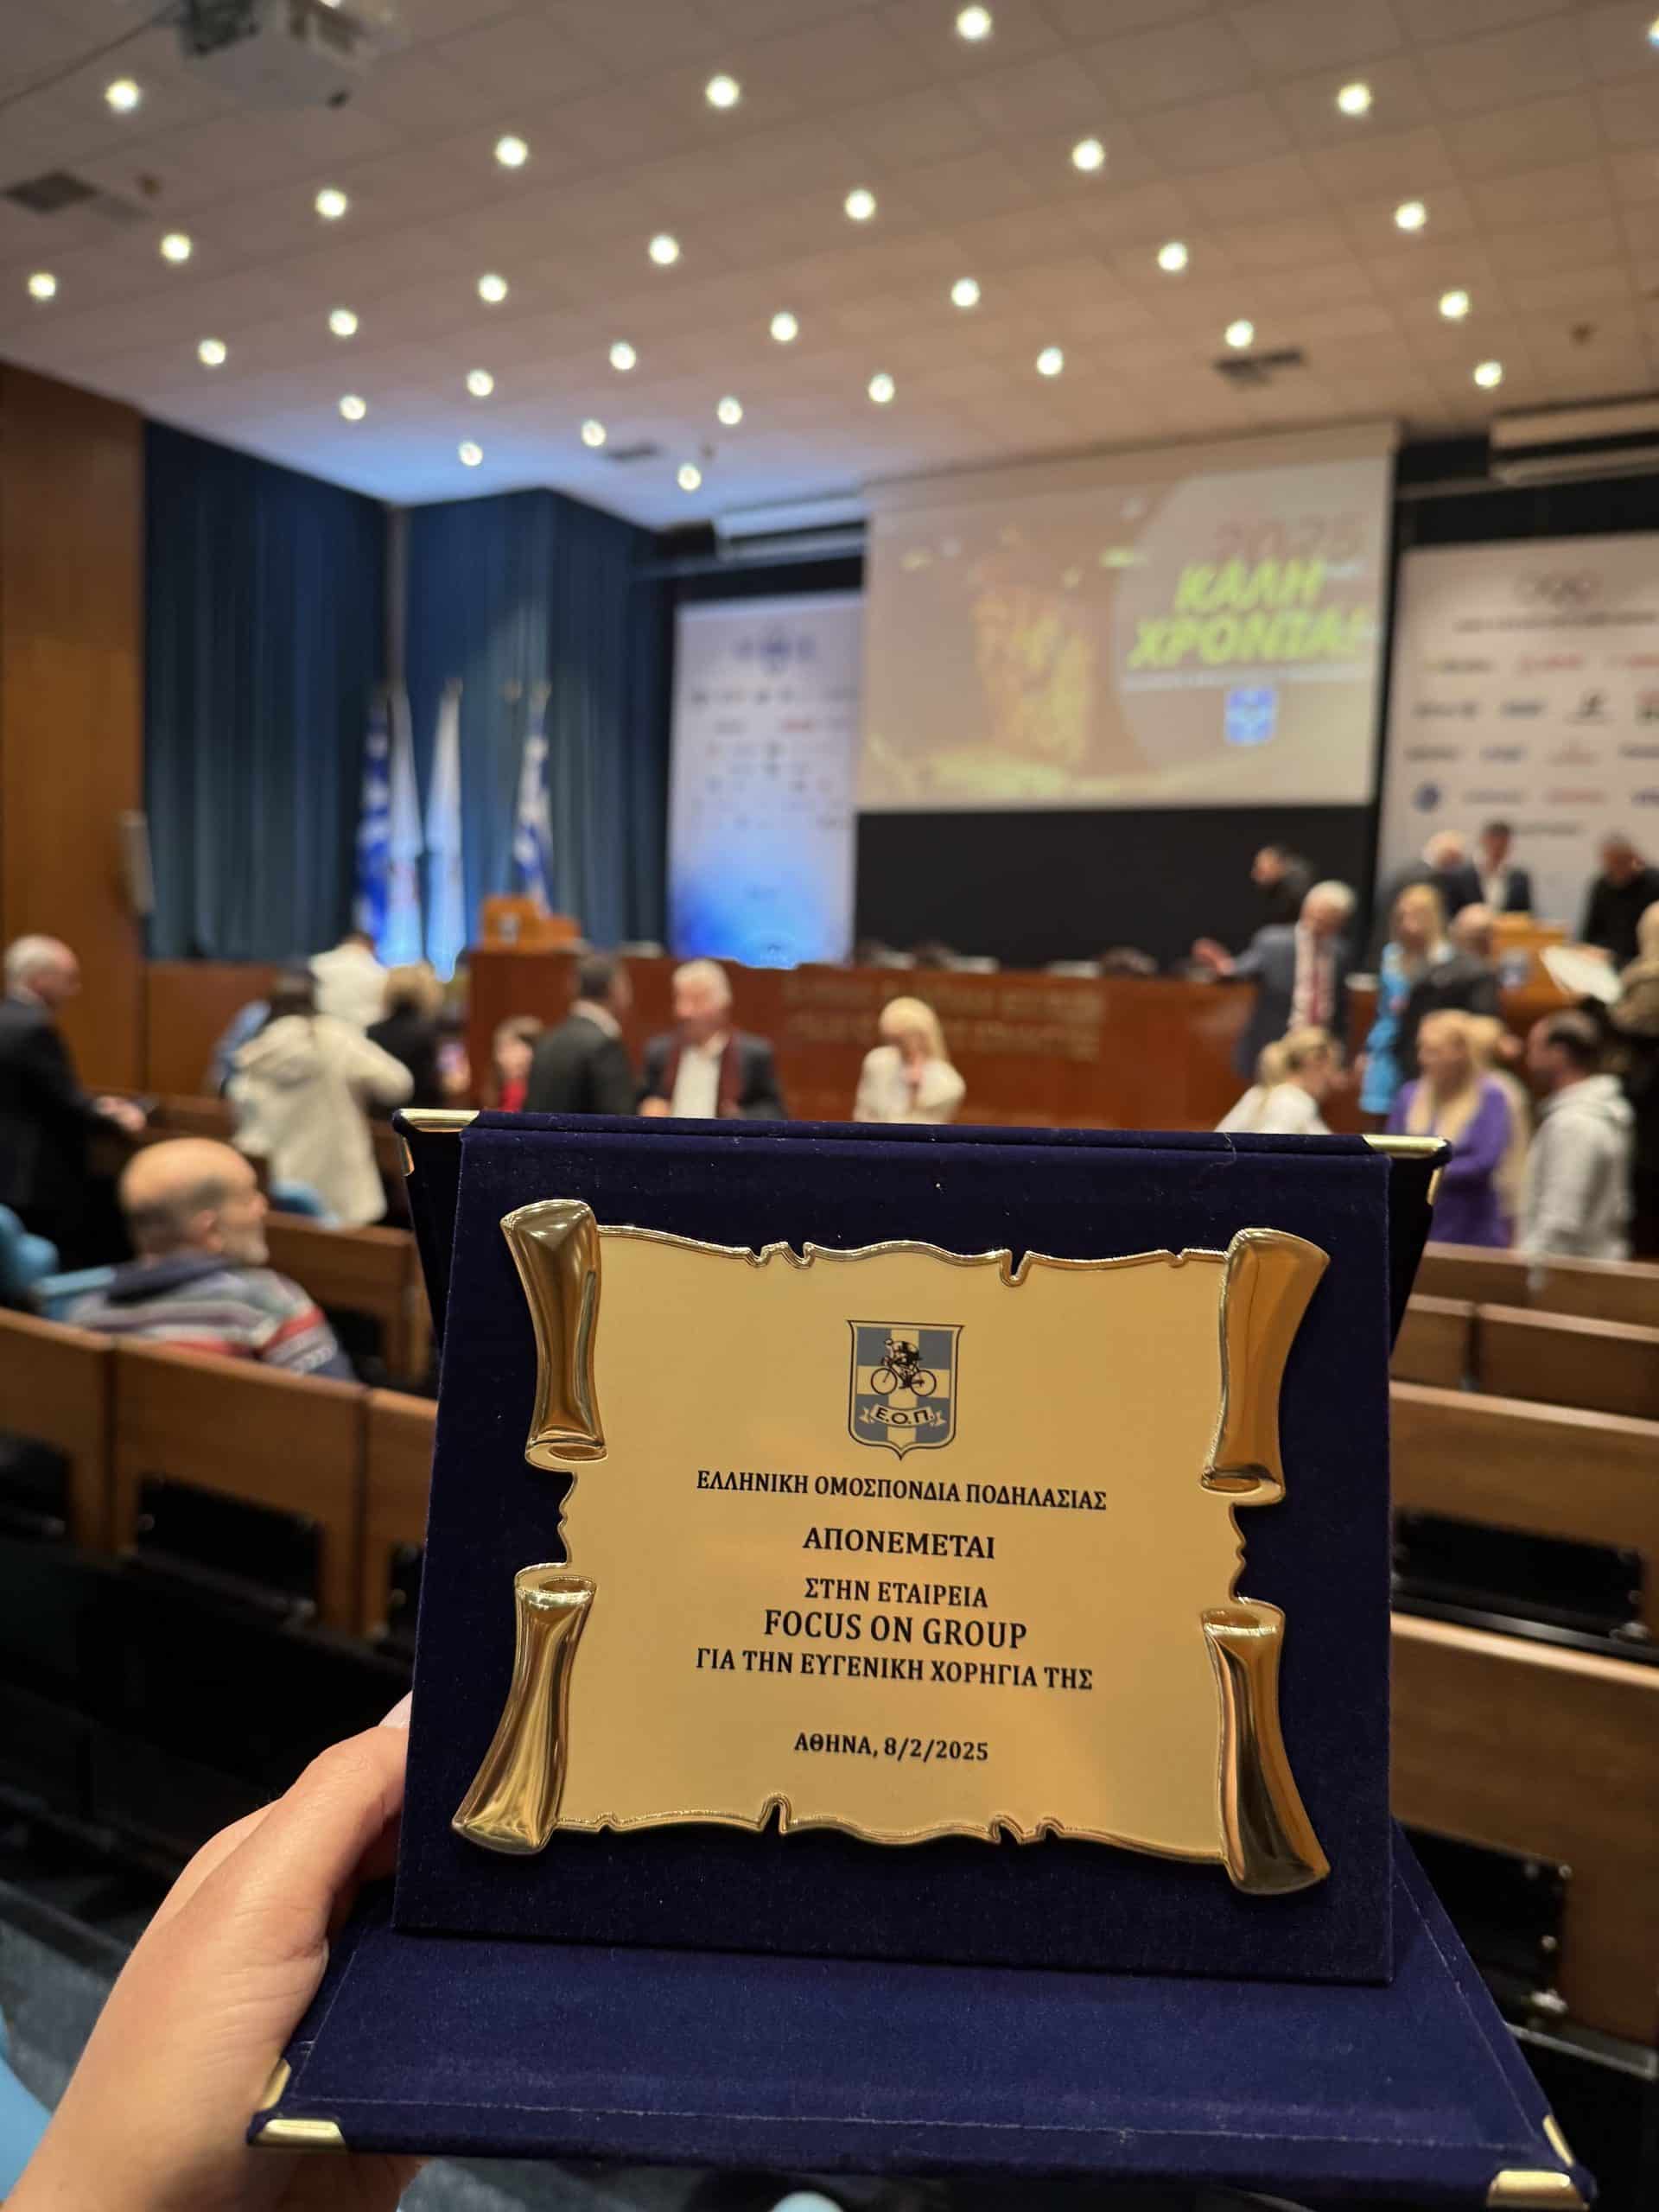 2025
ΚΑΛΗ
ΧΡΟΝΙΑ!
Ε.Ο.Π.
ΕΛΛΗΝΙΚΗ ΟΜΟΣΠΟΝΔΙΑ ΠΟΔΗΛΑΣΙΑΣ
ΑΠΟΝΕΜΕΤΑΙ
ΣΤΗΝ ΕΤΑΙΡΕΙΑ
FOCUS ON GROUP
ΓΙΑ ΤΗΝ ΕΥΓΕΝΙΚΗ ΧΟΡΗΓΙΑ ΤΗΣ
ΑΘΗΝΑ, 8/2/2025